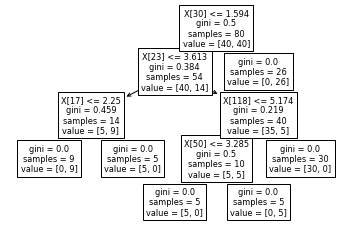 X[30] <= 1.594
gini = 0.5
samples = 80
value = [40, 40]
X[23] <= 3.613
gini = 0.384
samples = 54
value = [40, 14]
gini = 0.0
samples = 26
value = [0, 26]
X[17] <= 2.25
gini = 0.459
samples = 14
value = [5, 9]
X[118] <= 5.174
gini = 0.219
samples = 40
value = [35, 5]
gini = 0.0
samples = 9
value = [0, 9]
gini = 0.0
samples = 5
value = [5, 0]
X[50] <= 3.285
gini = 0.5
samples = 10
value = [5, 5]
gini = 0.0
samples = 30
value = [30, 0]
gini = 0.0
samples = 5
value = [5, 0]
gini = 0.0
samples = 5
value = [0, 5]